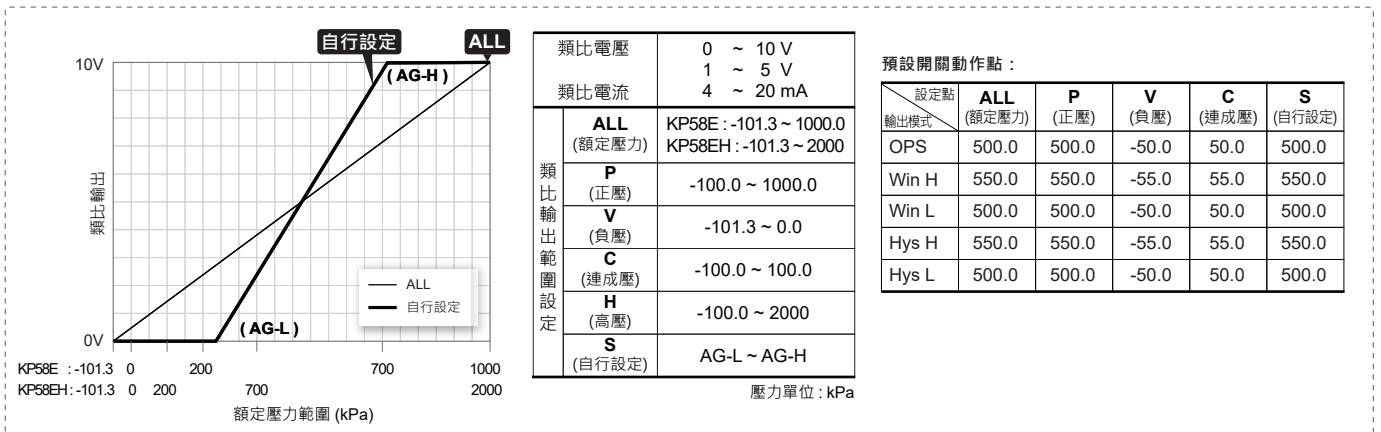 自行設定
ALL
10V
( AG-H )
類比輸出
ALL
自行設定
( AG-L )
0V
KP58E : -101.3 0 200 700 1000
KP58EH : -101.3 0 200 700 2000
額定壓力範圍 (kPa)
類比電壓 0 ~ 10 V
1 ~ 5 V
類比電流 4 ~ 20 mA
類比輸出範圍設定
ALL KP58E : -101.3 ~ 1000.0
(額定壓力) KP58EH : -101.3 ~ 2000
P
(正壓) -100.0 ~ 1000.0
V
(負壓) -101.3 ~ 0.0
C
(連成壓) -100.0 ~ 100.0
H
(高壓) -100.0 ~ 2000
S
(自行設定) AG-L ~ AG-H
壓力單位 : kPa
預設開關動作點 :
設定點 ALL P V C S
輸出模式 (額定壓力) (正壓) (負壓) (連成壓) (自行設定)
OPS 500.0 500.0 -50.0 50.0 500.0
Win H 550.0 550.0 -55.0 55.0 550.0
Win L 500.0 500.0 -50.0 50.0 500.0
Hys H 550.0 550.0 -55.0 55.0 550.0
Hys L 500.0 500.0 -50.0 50.0 500.0